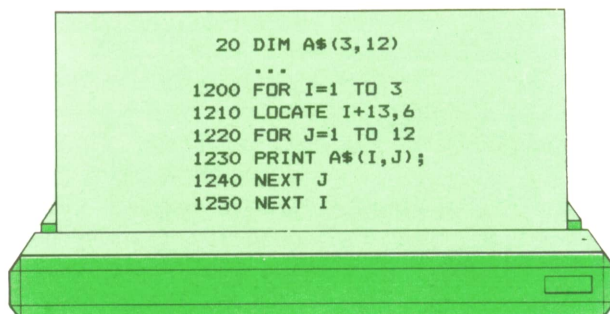 20 DIM A$(3,12)
...
1200 FOR I=1 TO 3
1210 LOCATE I+13,6
1220 FOR J=1 TO 12
1230 PRINT A$(I,J);
1240 NEXT J
1250 NEXT I